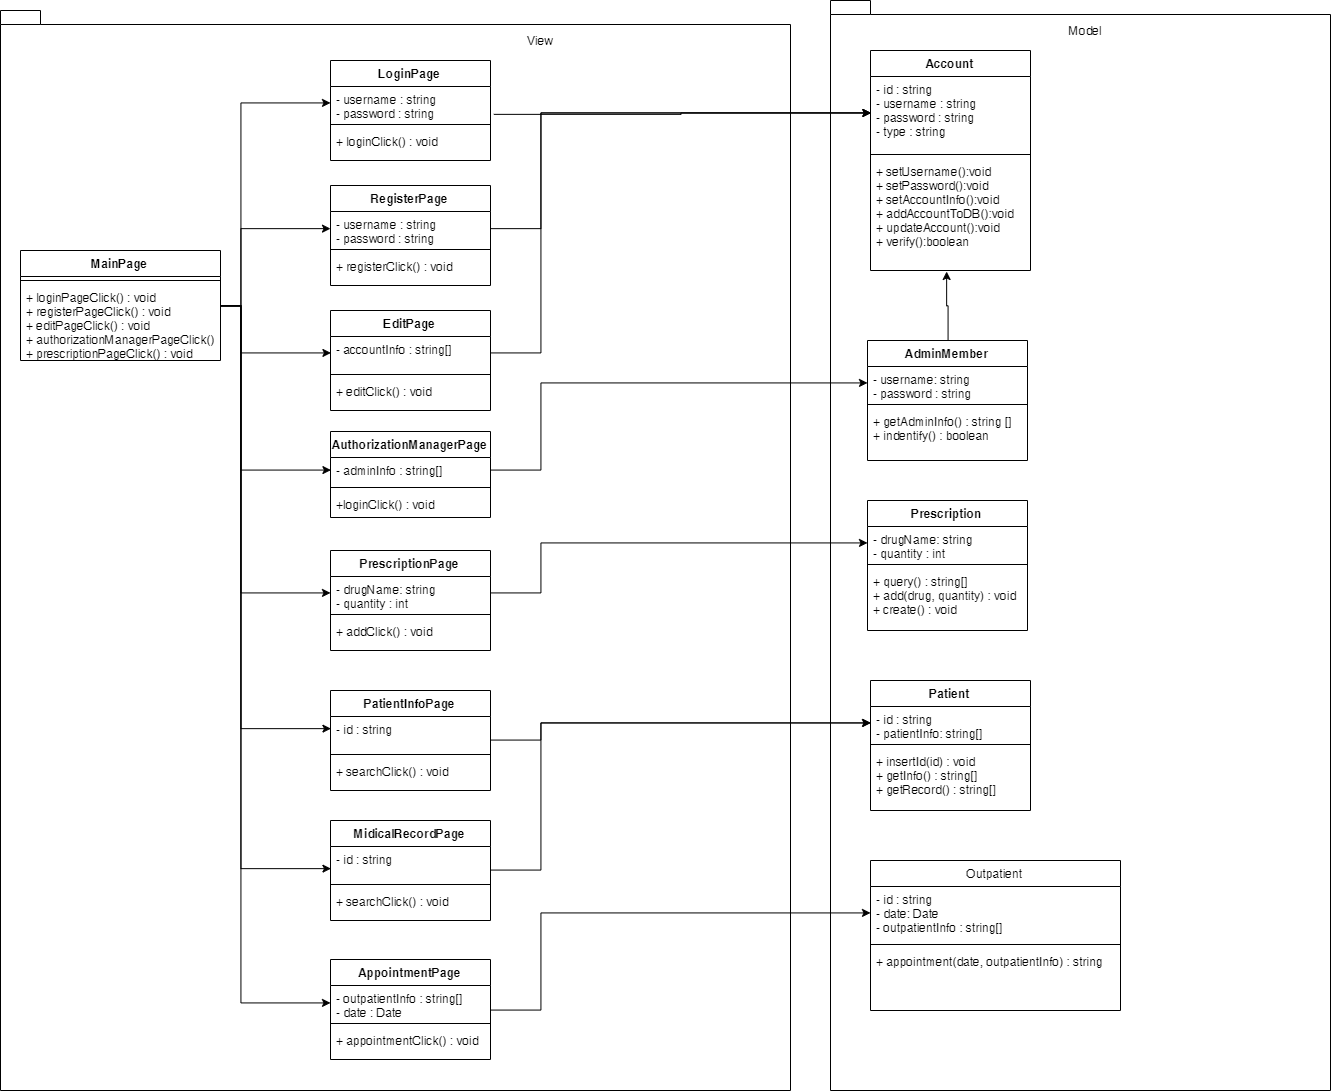 View
Model
LoginPage
- username : string
- password : string
+ loginClick() : void
RegisterPage
- username : string
- password : string
+ registerClick() : void
MainPage
+ loginPageClick() : void
+ registerPageClick() : void
+ editPageClick() : void
+ authorizationManagerPageClick()
+ prescriptionPageClick() : void
EditPage
- accountInfo : string[]
+ editClick() : void
AuthorizationManagerPage
- adminInfo : string[]
+loginClick() : void
PrescriptionPage
- drugName: string
- quantity : int
+ addClick() : void
PatientInfoPage
- id : string
+ searchClick() : void
MidicalRecordPage
- id : string
+ searchClick() : void
AppointmentPage
- outpatientInfo : string[]
- date : Date
+ appointmentClick() : void
Account
- id : string
- username : string
- password : string
- type : string
+ setUsername():void
+ setPassword():void
+ setAccountInfo():void
+ addAccountToDB():void
+ updateAccount():void
+ verify():boolean
AdminMember
- username: string
- password : string
+ getAdminInfo() : string []
+ indentify() : boolean
Prescription
- drugName: string
- quantity : int
+ query() : string[]
+ add(drug, quantity) : void
+ create() : void
Patient
- id : string
- patientInfo: string[]
+ insertId(id) : void
+ getInfo() : string[]
+ getRecord() : string[]
Outpatient
- id : string
- date: Date
- outpatientInfo : string[]
+ appointment(date, outpatientInfo) : string